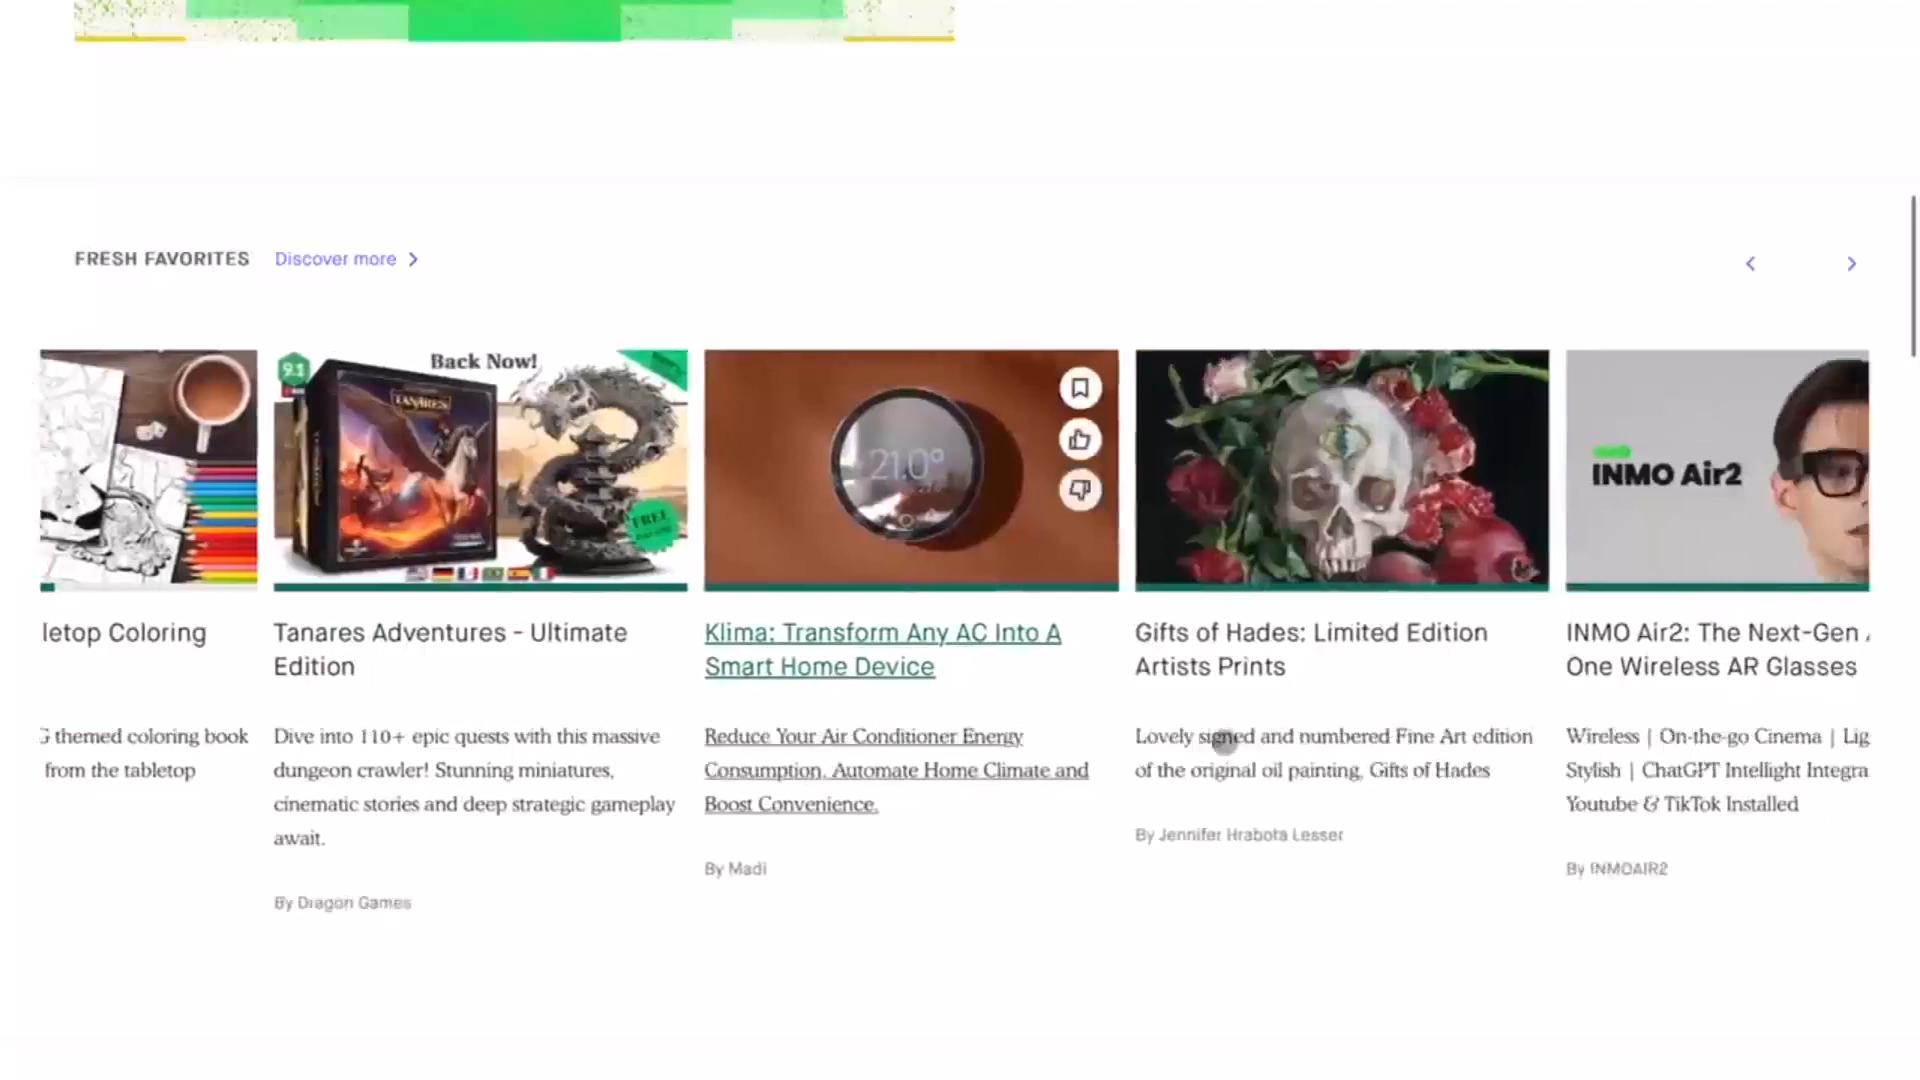 FRESH FAVORITES
Discover more
Back Now!
9.1
TANARES
FREE
21.0°
INMO Air2
letop Coloring
themed coloring book
from the tabletop
Tanares Adventures - Ultimate
Edition
Dive into 110+ epic quests with this massive
dungeon crawler! Stunning miniatures,
cinematic stories and deep strategic gameplay
await.
By Dragon Games
Klima: Transform Any AC Into A
Smart Home Device
Reduce Your Air Conditioner Energy
Consumption, Automate Home Climate and
Boost Convenience.
By Madi
Gifts of Hades: Limited Edition
Artists Prints
Lovely signed and numbered Fine Art edition
of the original oil painting, Gifts of Hades
By Jennifer Hrabota Lesser
INMO Air2: The Next-Gen
One Wireless AR Glasses
Wireless | On-the-go Cinema | Lig
Stylish | ChatGPT Intellight Integra
Youtube & TikTok Installed
By INMOAIR2